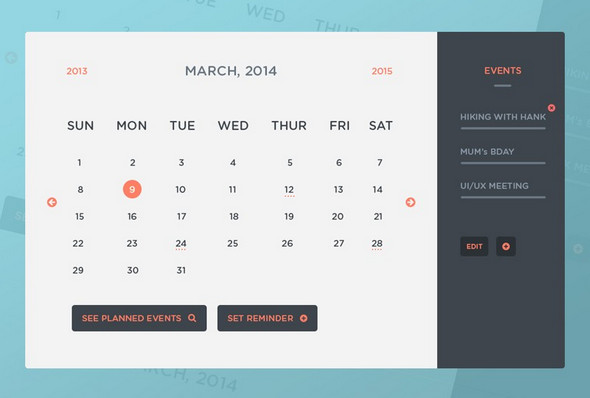 2013 MARCH, 2014 2015
SUN MON TUE WED THUR FRI SAT
1 2 3 4 5 6 7
8 9 10 11 12 13 14
15 16 17 18 19 20 21
22 23 24 25 26 27 28
29 30 31
SEE PLANNED EVENTS SET REMINDER
EVENTS
HIKING WITH HANK
MUM's BDAY
UI/UX MEETING
EDIT
WED
THUR